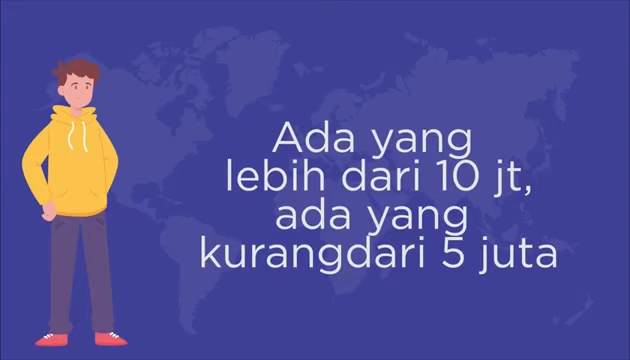 Ada yang
lebih dari 10 jt,
ada yang
kurangdari 5 juta